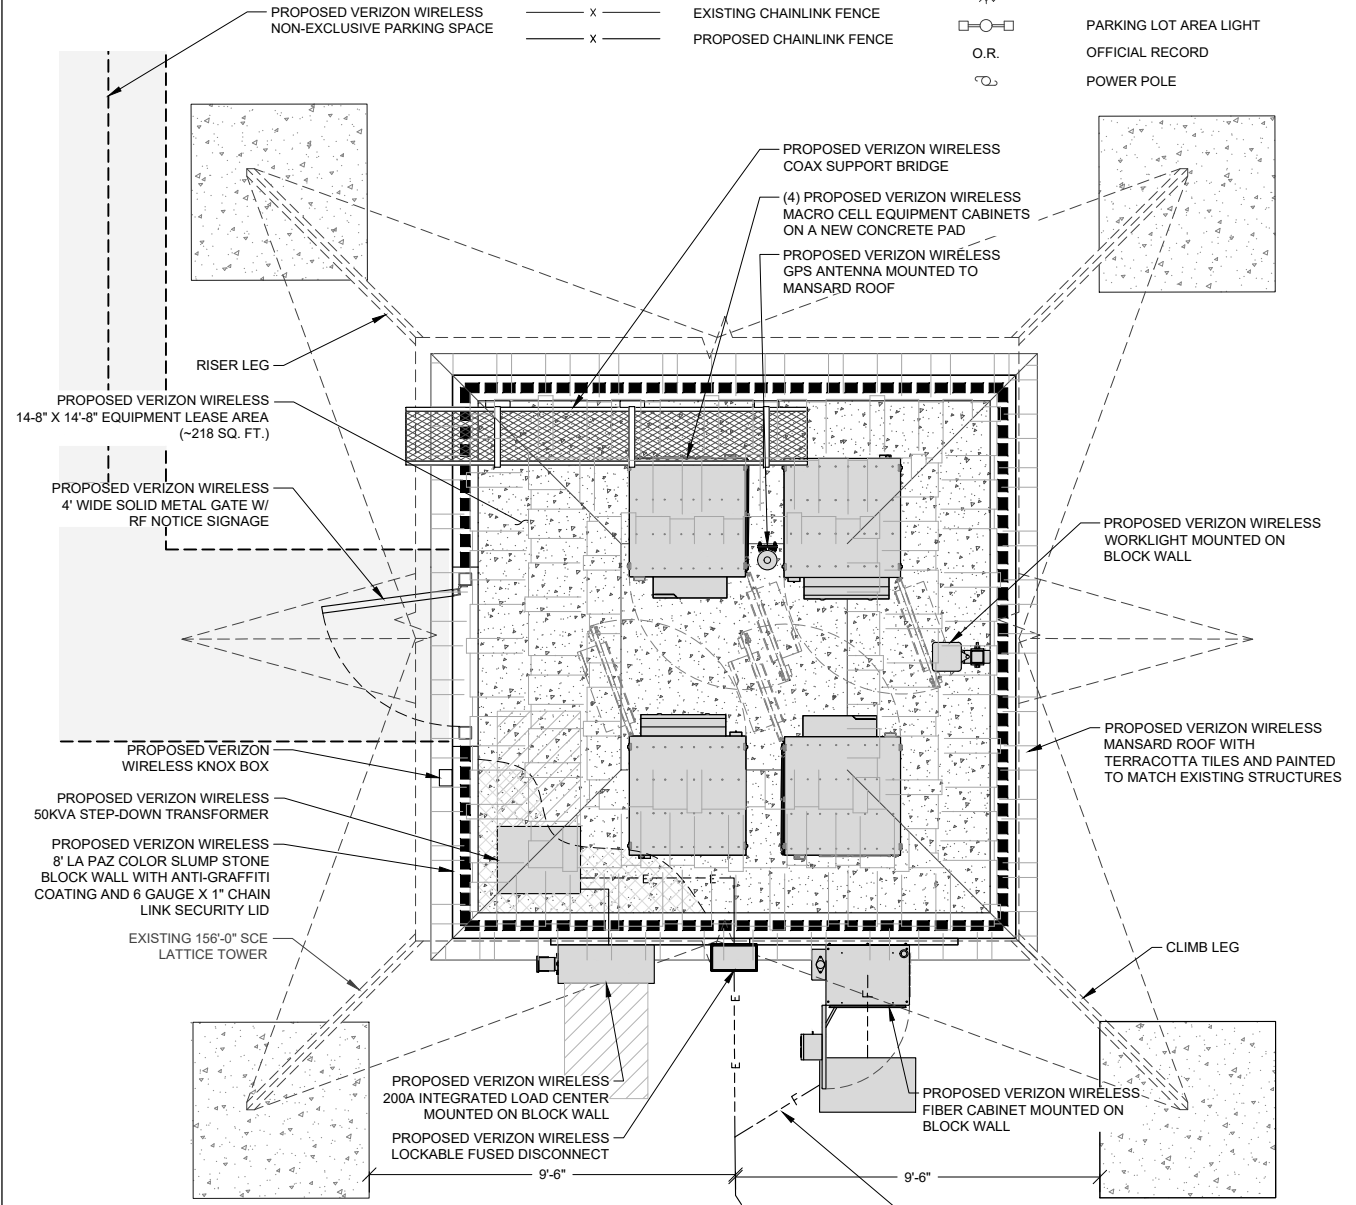 PROPOSED VERIZON WIRELESS
NON-EXCLUSIVE PARKING SPACE
X
EXISTING CHAINLINK FENCE
X
PROPOSED CHAINLINK FENCE
PARKING LOT AREA LIGHT
O.R.
OFFICIAL RECORD
POWER POLE
PROPOSED VERIZON WIRELESS
COAX SUPPORT BRIDGE
(4) PROPOSED VERIZON WIRELESS
MACRO CELL EQUIPMENT CABINETS
ON A NEW CONCRETE PAD
PROPOSED VERIZON WIRELESS
GPS ANTENNA MOUNTED TO
MANSARD ROOF
RISER LEG
PROPOSED VERIZON WIRELESS
14-8" X 14'-8" EQUIPMENT LEASE AREA
(~218 SQ. FT.)
PROPOSED VERIZON WIRELESS
4' WIDE SOLID METAL GATE W/
RF NOTICE SIGNAGE
PROPOSED VERIZON WIRELESS
WORKLIGHT MOUNTED ON
BLOCK WALL
PROPOSED VERIZON WIRELESS
MANSARD ROOF WITH
TERRACOTTA TILES AND PAINTED
TO MATCH EXISTING STRUCTURES
PROPOSED VERIZON
WIRELESS KNOX BOX
PROPOSED VERIZON WIRELESS
50KVA STEP-DOWN TRANSFORMER
PROPOSED VERIZON WIRELESS
8' LA PAZ COLOR SLUMP STONE
BLOCK WALL WITH ANTI-GRAFFITI
COATING AND 6 GAUGE X 1" CHAIN
LINK SECURITY LID
EXISTING 156'-0" SCE
LATTICE TOWER
E
E
CLIMB LEG
E
E
F
F
PROPOSED VERIZON WIRELESS
200A INTEGRATED LOAD CENTER
MOUNTED ON BLOCK WALL
PROPOSED VERIZON WIRELESS
FIBER CABINET MOUNTED ON
BLOCK WALL
PROPOSED VERIZON WIRELESS
LOCKABLE FUSED DISCONNECT
9'-6"
9'-6"